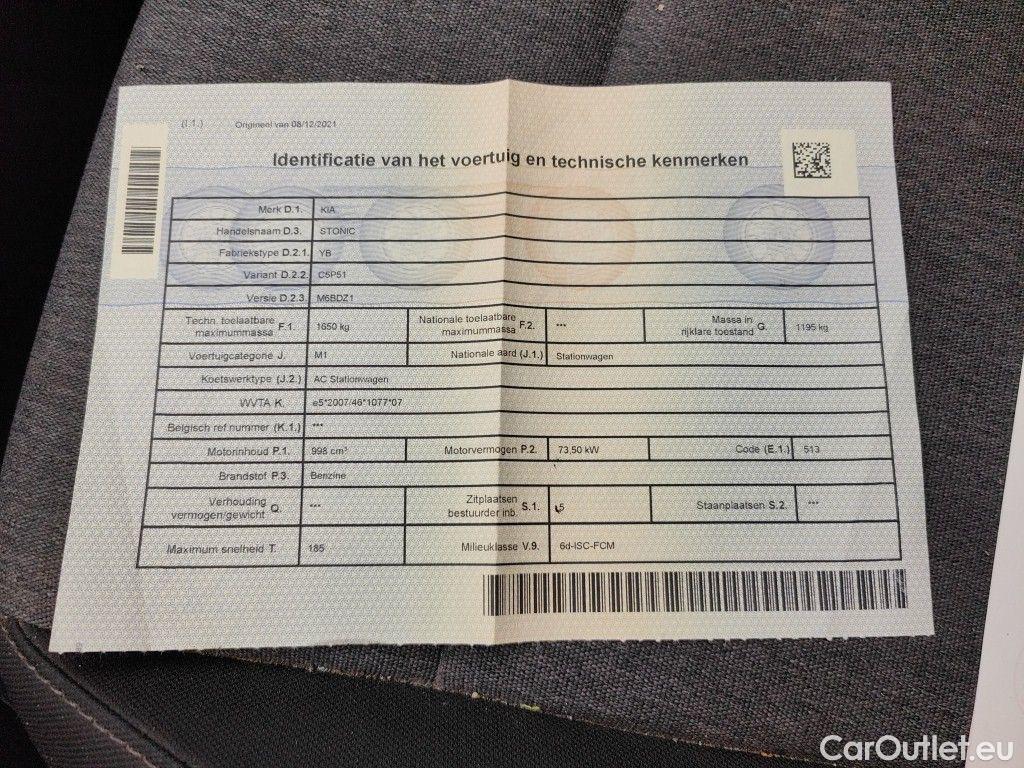 (I.1.) Origineel van 08/12/2021
Identificatie van het voertuig en technische kenmerken
Merk D.1. KIA
Handelsnaam D.3. STONIC
Fabriekstype D.2.1. YB
Variant D.2.2. C5P51
Versie D.2.3. M6BDZ1
Techn. toelaatbare maximummassa F.1. 1650 kg Nationale toelaatbare maximummassa F.2. *** Massa in rijklare toestand G. 1195 kg
Voertuigcategorie J. M1 Nationale aard (J.1.) Stationwagen
Koetswerktype (J.2.) AC Stationwagen
WVTA K. e5*2007/46*1077*07
Belgisch ref nummer (K.1.) ***
Motorinhoud P.1. 998 cm³ Motorvermogen P.2. 73,50 kW Code (E.1.) 513
Brandstof P.3. Benzine
Verhouding vermogen/gewicht Q. *** Zitplaatsen bestuurder inb. S.1. 5 Staanplaatsen S.2. ***
Maximum snelheid T. 185 Milieuklasse V.9. 6d-ISC-FCM
CarOutlet.eu